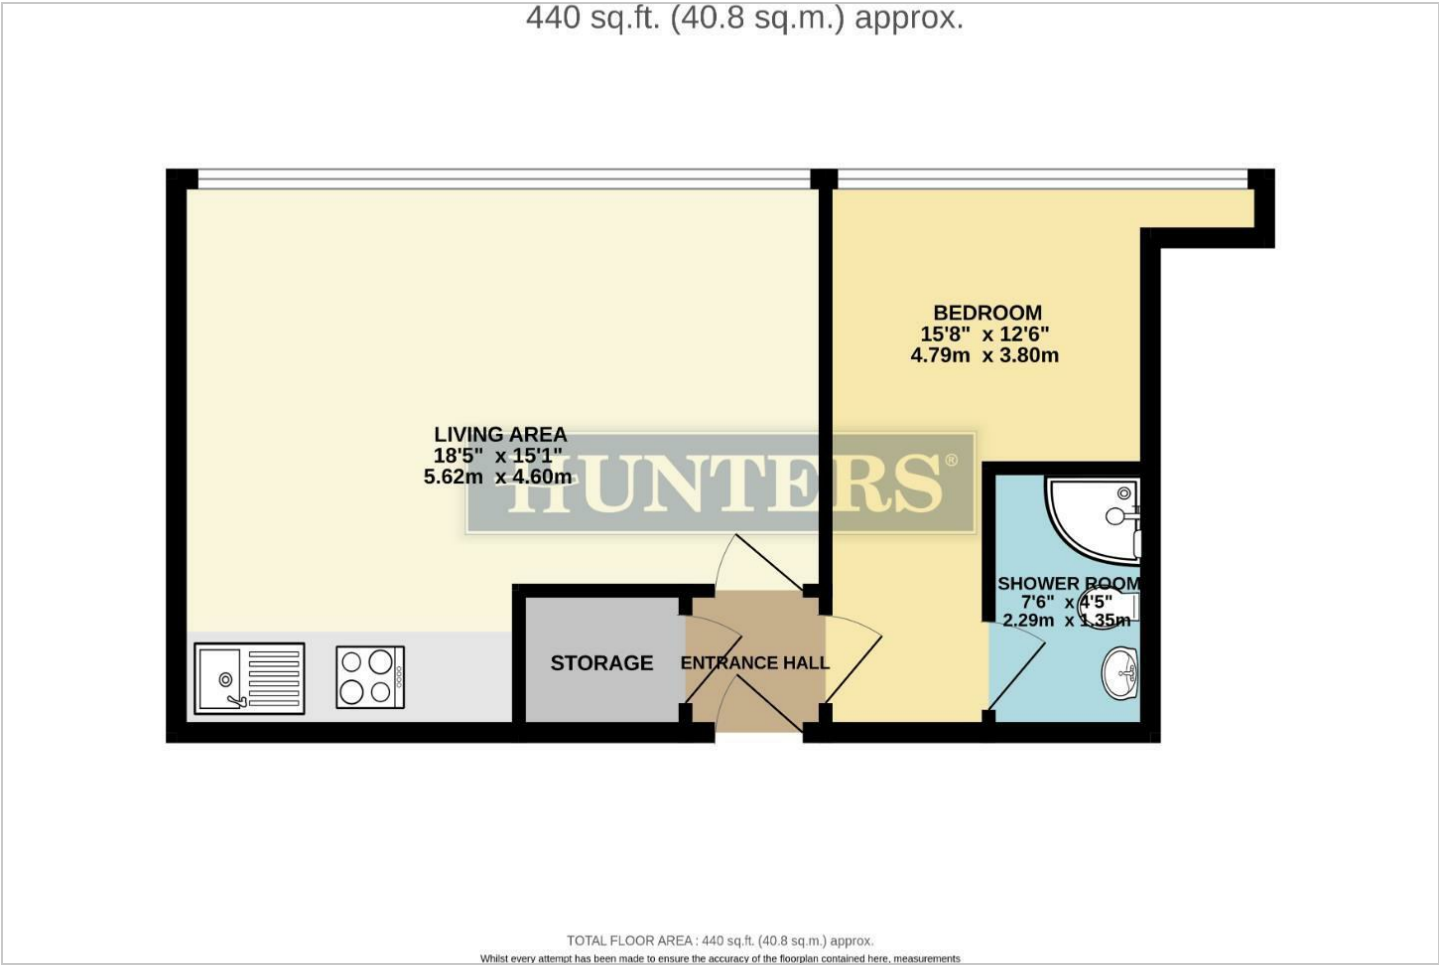 440 sq.ft. (40.8 sq.m.) approx.
BEDROOM
15'8" x 12'6"
4.79m x 3.80m
LIVING AREA
18'5" x 15'1"
5.62m x 4.60m
HUNTERS®
SHOWER ROOM
7'6" x 4'5"
2.29m x 1.35m
STORAGE
ENTRANCE HALL
TOTAL FLOOR AREA : 440 sq.ft. (40.8 sq.m.) approx.
Whilst every attempt has been made to ensure the accuracy of the floorplan contained here, measurements